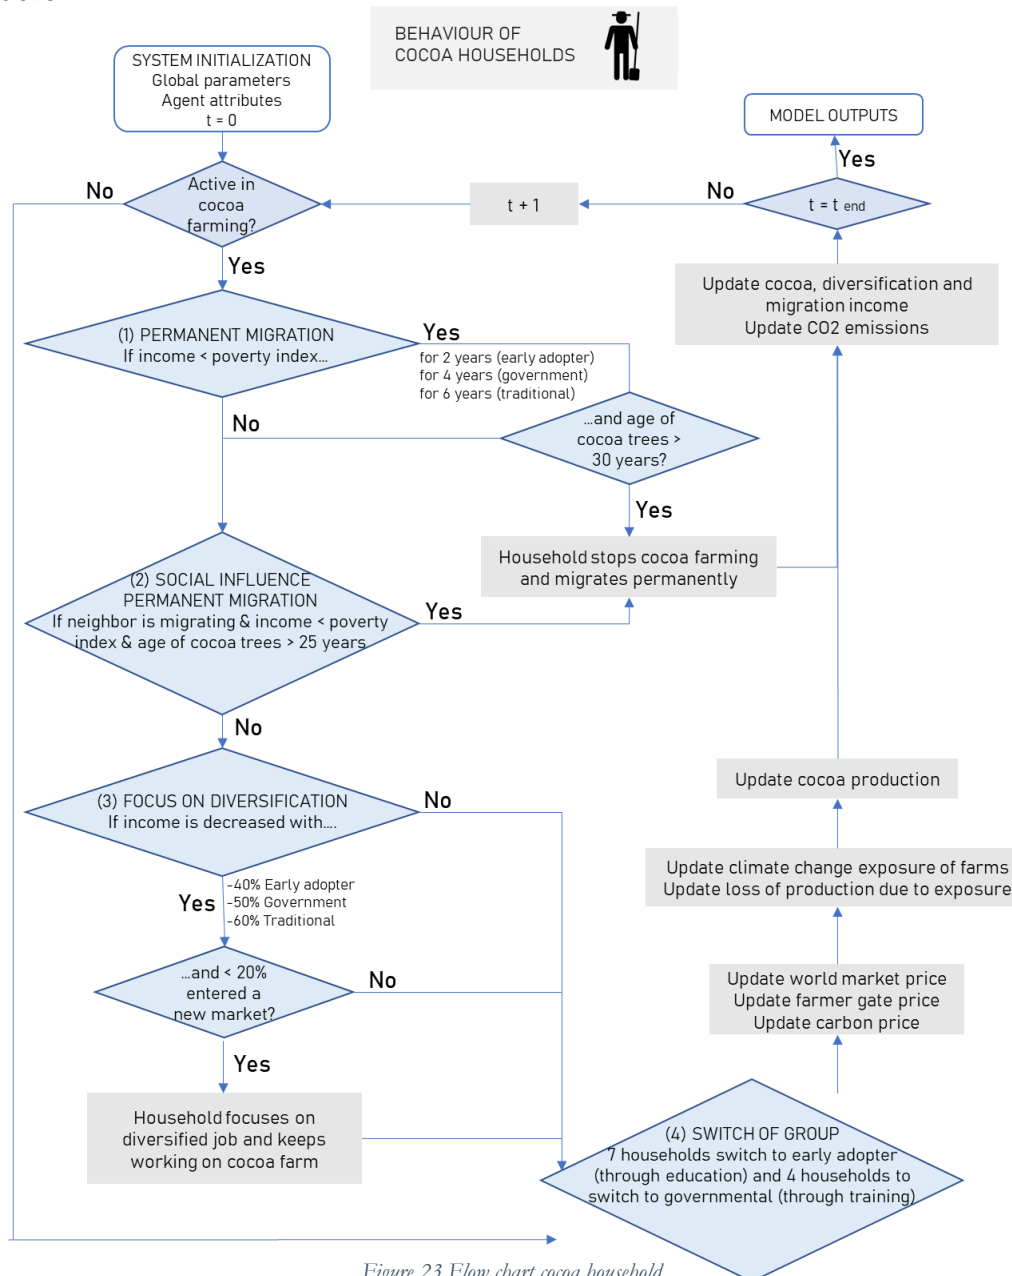 BEHAVIOUR OF
COCOA HOUSEHOLDS
SYSTEM INITIALIZATION
Global parameters
Agent attributes
t = 0
MODEL OUTPUTS
Yes
t = t end
No
t + 1
Active in
cocoa
farming?
No
Yes
Update cocoa, diversification and
migration income
Update CO2 emissions
(1) PERMANENT MIGRATION
If income < poverty index...
Yes
for 2 years (early adopter)
for 4 years (government)
for 6 years (traditional)
No
...and age of
cocoa trees >
30 years?
Yes
Household stops cocoa farming
and migrates permanently
(2) SOCIAL INFLUENCE
PERMANENT MIGRATION
If neighbor is migrating & income < poverty
index & age of cocoa trees > 25 years
Yes
No
(3) FOCUS ON DIVERSIFICATION
If income is decreased with....
No
Yes
-40% Early adopter
-50% Government
-60% Traditional
...and < 20%
entered a
new market?
No
Yes
Household focuses on
diversified job and keeps
working on cocoa farm
Update cocoa production
Update climate change exposure of farms
Update loss of production due to exposure
Update world market price
Update farmer gate price
Update carbon price
(4) SWITCH OF GROUP
7 households switch to early adopter
(through education) and 4 households to
switch to governmental (through training)
Figure 23 Flow chart cocoa household